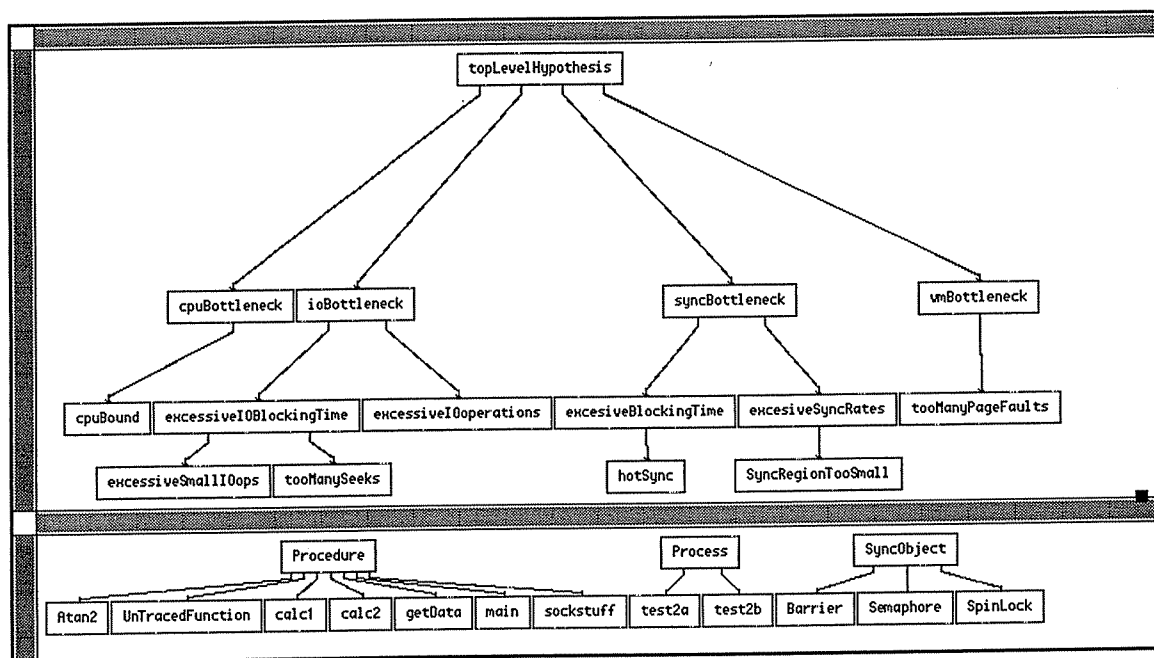 topLevelHypothesis
cpuBottleneck ioBottleneck syncBottleneck vmBottleneck
cpuBound excessiveIOBlockingTime excessiveIOoperations excesiveBlockingTime excesiveSyncRates tooManyPageFaults
excessiveSmallIOops tooManySeeks hotSync SyncRegionTooSmall
Procedure Process SyncObject
Atan2 UnTracedFunction calc1 calc2 getData main sockstuff test2a test2b Barrier Semaphore SpinLock